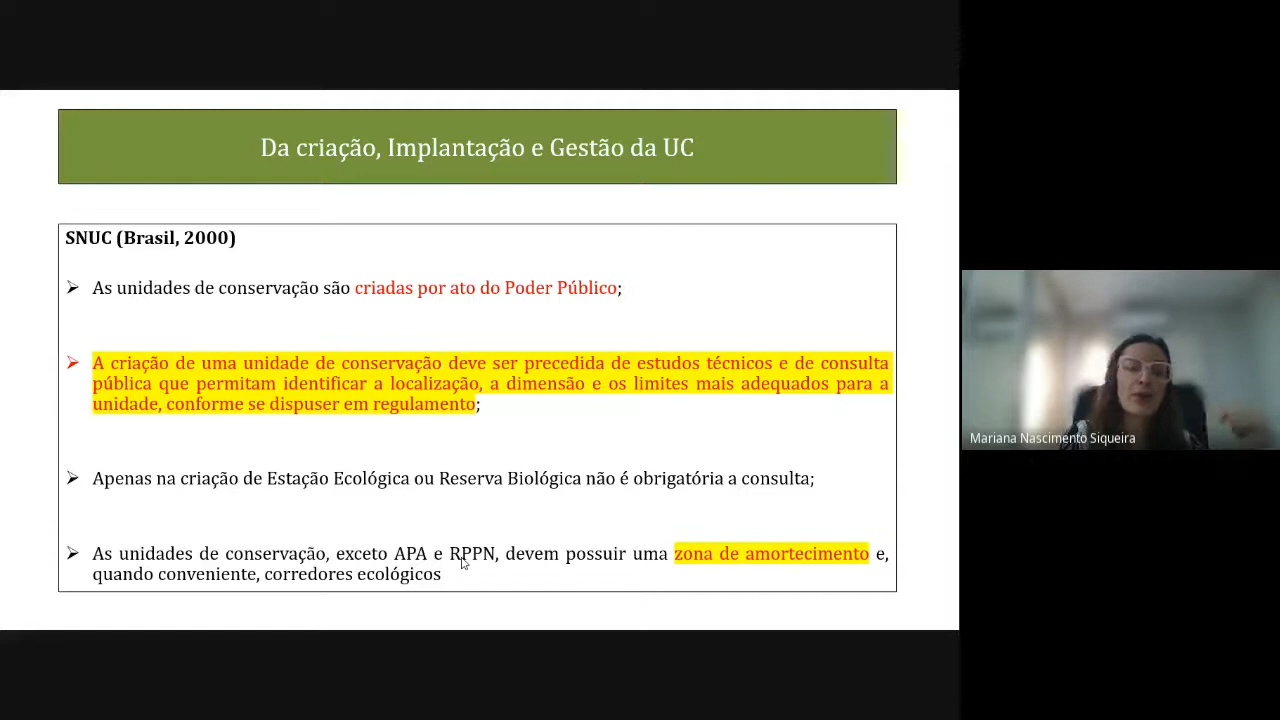 Da criação, Implantação e Gestão da UC
SNUC (Brasil, 2000)
➢ As unidades de conservação são criadas por ato do Poder Público;
➢ A criação de uma unidade de conservação deve ser precedida de estudos técnicos e de consulta
pública que permitam identificar a localização, a dimensão e os limites mais adequados para a
unidade, conforme se dispuser em regulamento;
➢ Apenas na criação de Estação Ecológica ou Reserva Biológica não é obrigatória a consulta;
➢ As unidades de conservação, exceto APA e RPPN, devem possuir uma zona de amortecimento e,
quando conveniente, corredores ecológicos
Mariana Nascimento Siqueira